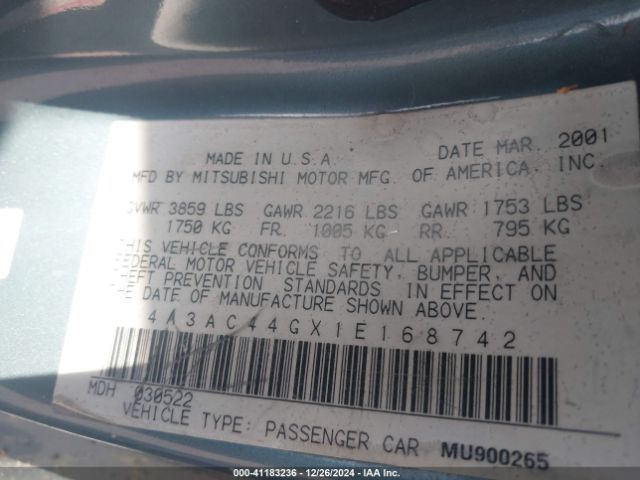 MADE IN U.S.A. DATE MAR. 2001
MFD BY MITSUBISHI MOTOR MFG. OF AMERICA, INC.
GVWR 3859 LBS GAWR 2216 LBS GAWR 1753 LBS
1750 KG FR. 1005 KG RR. 795 KG
THIS VEHICLE CONFORMS TO ALL APPLICABLE
FEDERAL MOTOR VEHICLE SAFETY, BUMPER, AND
THEFT PREVENTION STANDARDS IN EFFECT ON
THE DATE OF MANUFACTURE SHOWN ABOVE.
4A3AC44GX1E168742
MDH 030522
VEHICLE TYPE: PASSENGER CAR MU900265
000-41183236 - 12/26/2024 - IAA Inc.